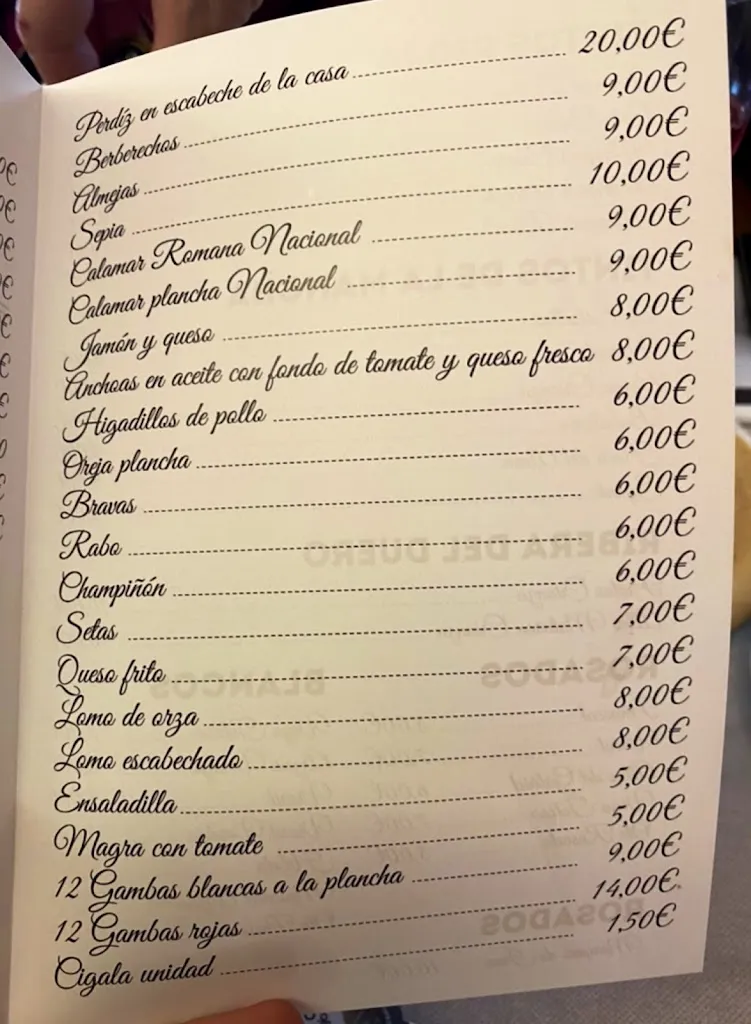 Perdiz en escabeche de la casa 20,00€
Berberechos 9,00€
Almejas 9,00€
Sepia 10,00€
Calamar Romana Nacional 9,00€
Calamar plancha Nacional 9,00€
Jamón y queso 8,00€
Anchoas en aceite con fondo de tomate y queso fresco 8,00€
Higadillos de pollo 6,00€
Oreja plancha 6,00€
Bravas 6,00€
Rabo 6,00€
Champiñón 6,00€
Setas 7,00€
Queso frito 7,00€
Lomo de orza 8,00€
Lomo escabechado 8,00€
Ensaladilla 5,00€
Magra con tomate 5,00€
12 Gambas blancas a la plancha 9,00€
12 Gambas rojas 14,00€
Cigala unidad 1,50€